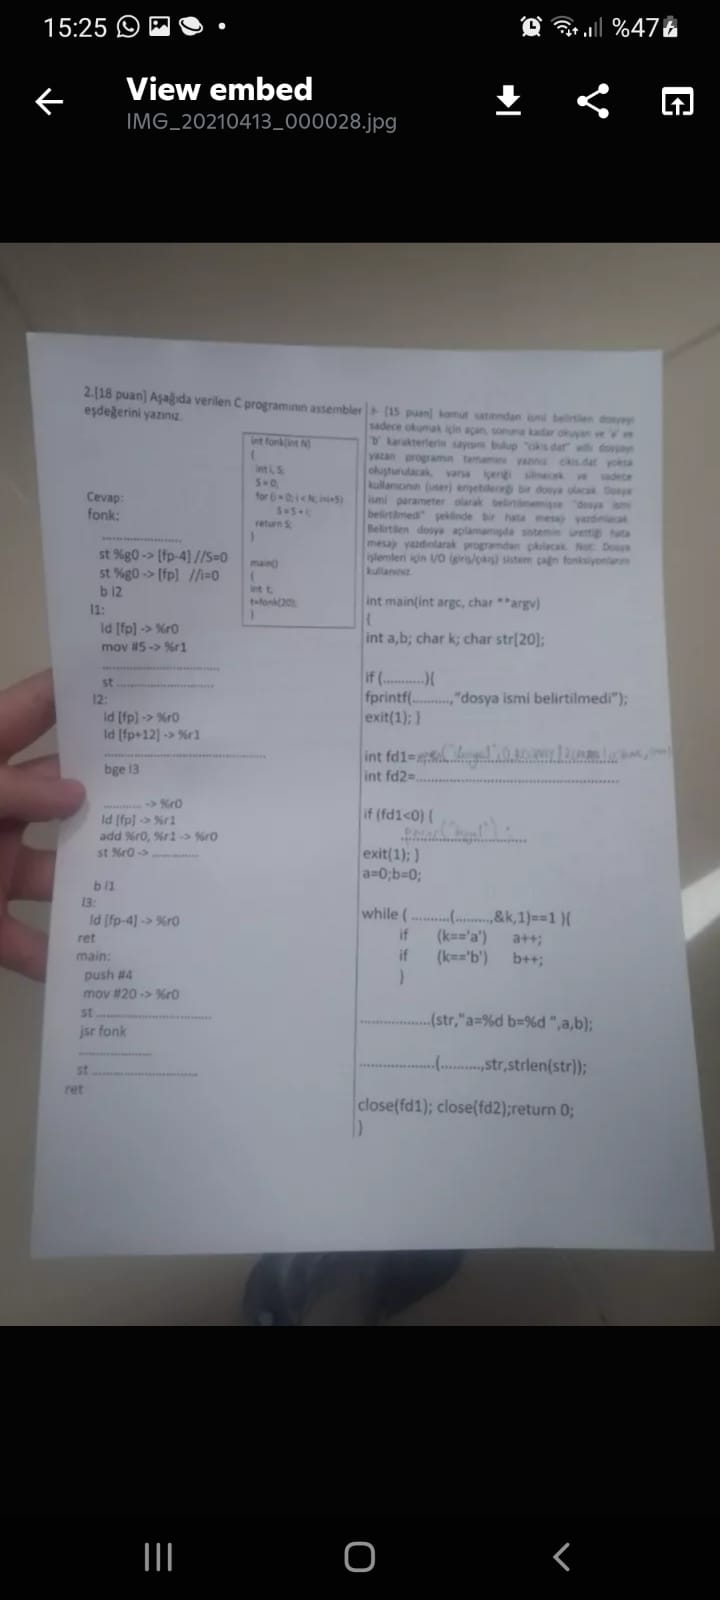 15:25
%47
View embed
IMG_20210413_000028.jpg
2.[18 puan] Aşağıda verilen C programının assembler
eşdeğerini yazınız.
int fonk(int N)
{
int i, S;
S=0;
for (i = 0; i < N; i=i+5)
S=S + i;
return S;
}
main()
{
int t;
t=fonk(20);
}
Cevap:
fonk:
......................
st %g0 -> [fp-4] //S=0
st %g0 -> [fp] //i=0
b l2
l1:
ld [fp] -> %r0
mov #5 -> %r1
................................
st ...........................
l2:
ld [fp] -> %r0
ld [fp+12] -> %r1
............................................
bge l3
........... -> %r0
ld [fp] -> %r1
add %r0, %r1 -> %r0
st %r0 -> .............
b l1
l3:
ld [fp-4] -> %r0
ret
main:
push #4
mov #20 -> %r0
st ................................
jsr fonk
....................
st .............................
ret
3- [15 puan] komut satırından ismi belirtilen dosyayı
sadece okumak için açan, sonuna kadar okuyan ve 'a' ve
'b' karakterlerin sayısını bulup "cikis.dat" adlı dosyaya
yazan programın tamamını yazınız. cikis.dat yoksa
oluşturulacak, varsa içeriği silinecek ve sadece
kullanıcının (user) erişebileceği bir dosya olacak. Dosya
ismi parameter olarak belirtilmemişse "dosya ismi
belirtilmedi" şeklinde bir hata mesajı yazdırılacak.
Belirtilen dosya açılamamışda sistemin ürettiği hata
mesajı yazdırılarak programdan çıkılacak. Not: Dosya
işlemleri için I/O (giriş/çıkış) sistem çağrı fonksiyonlarını
kullanınız.
int main(int argc, char **argv)
{
int a,b; char k; char str[20];
if (...........){
fprintf(..........,"dosya ismi belirtilmedi");
exit(1); }
int fd1=
int fd2=......................................................
if (fd1<0) {
exit(1); }
a=0;b=0;
while ( ..........(.........,&k,1)==1 ){
if (k=='a') a++;
if (k=='b') b++;
}
...................(str,"a=%d b=%d ",a,b);
....................(...........,str,strlen(str));
close(fd1); close(fd2);return 0;
}